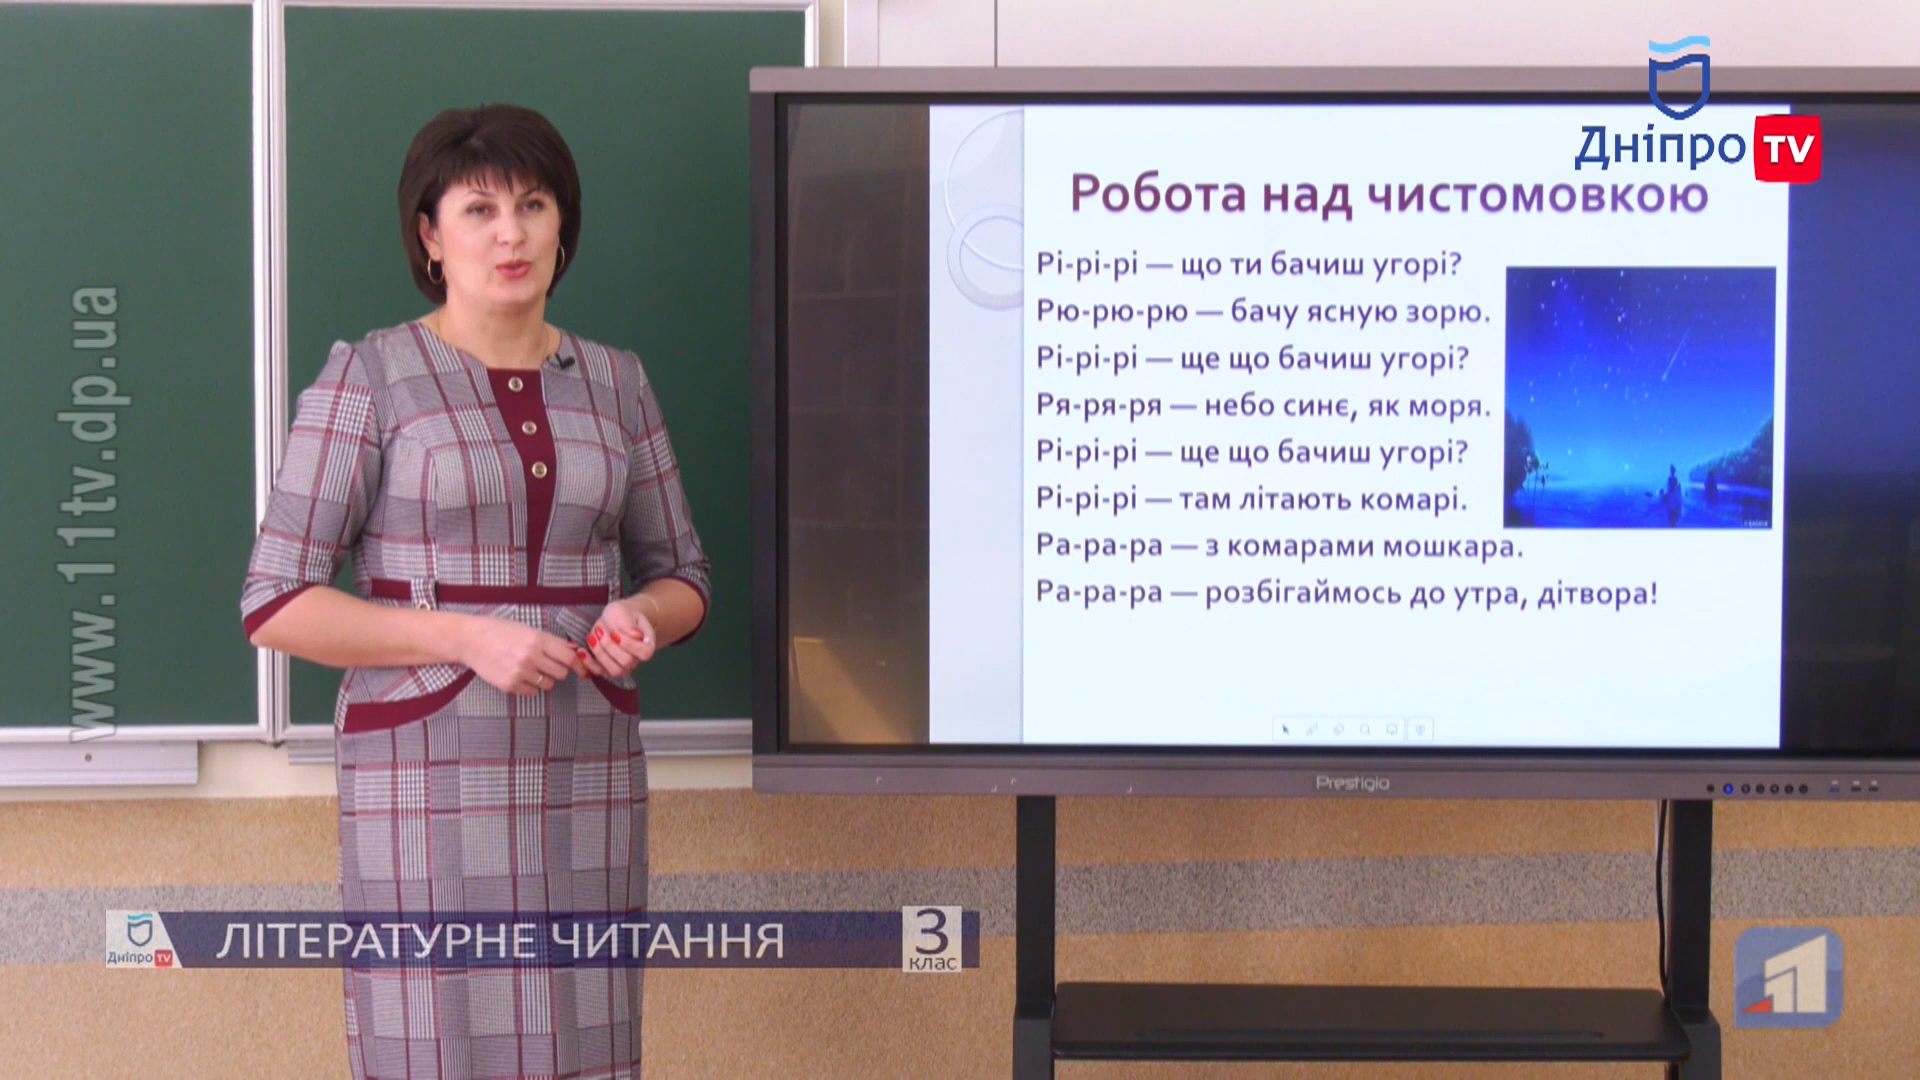 Дніпро TV
Робота над чистомовкою
Рі-рі-рі — що ти бачиш угорі?
Рю-рю-рю — бачу ясную зорю.
Рі-рі-рі — ще що бачиш угорі?
Ря-ря-ря — небо синє, як моря.
Рі-рі-рі — ще що бачиш угорі?
Рі-рі-рі — там літають комарі.
Ра-ра-ра — з комарами мошкара.
Ра-ра-ра — розбігаймось до утра, дітвора!
Prestigio
www.11tv.dp.ua
Дніпро TV
ЛІТЕРАТУРНЕ ЧИТАННЯ
3
клас
11